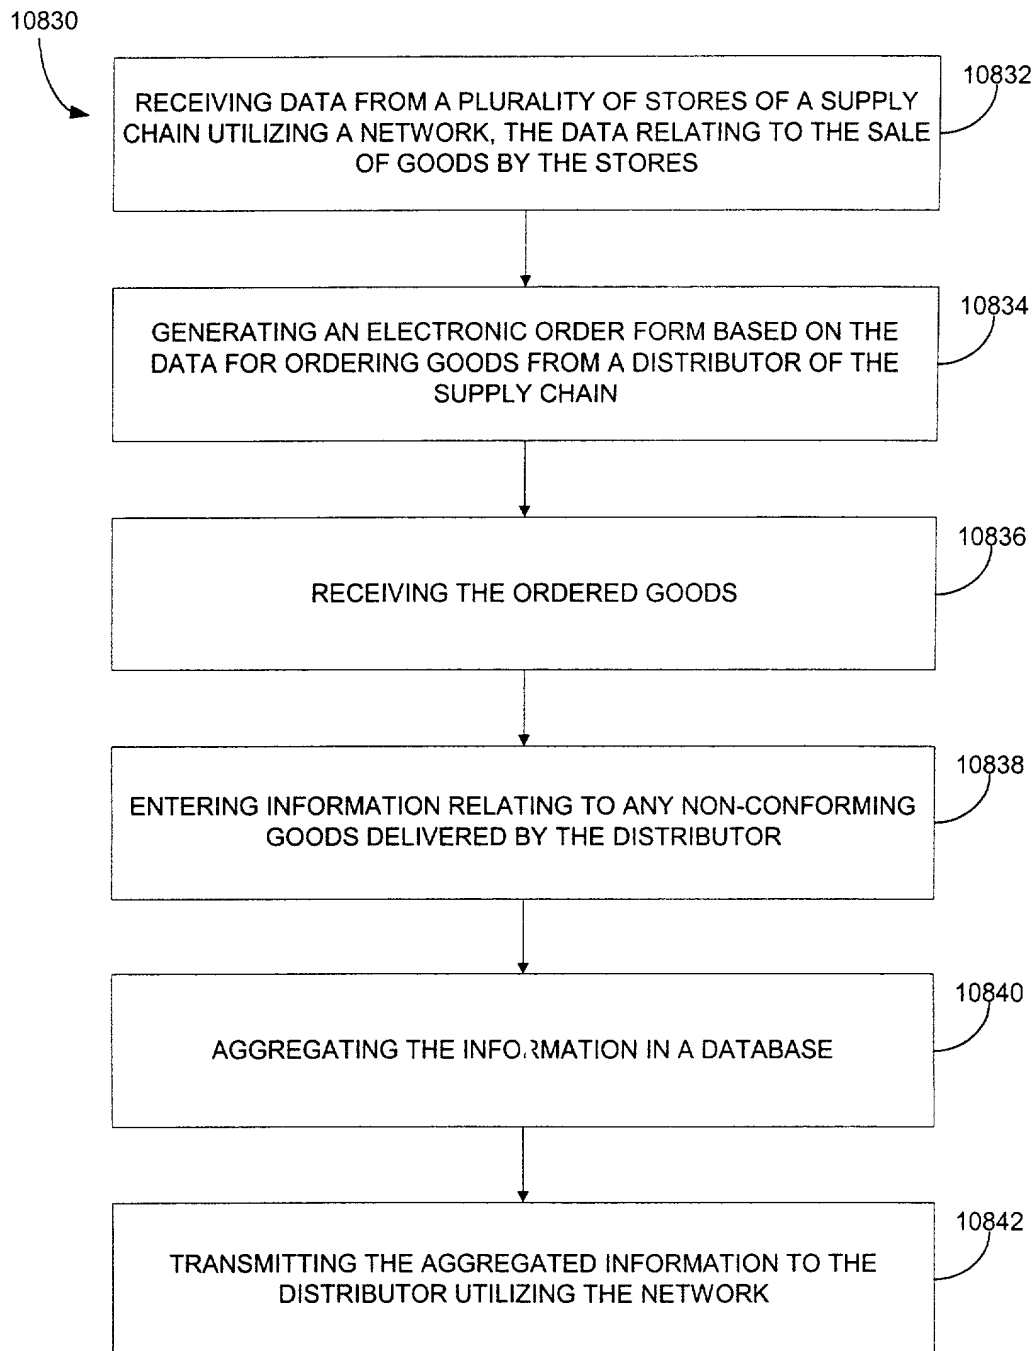 10830
10832
RECEIVING DATA FROM A PLURALITY OF STORES OF A SUPPLY
CHAIN UTILIZING A NETWORK, THE DATA RELATING TO THE SALE
OF GOODS BY THE STORES
10834
GENERATING AN ELECTRONIC ORDER FORM BASED ON THE
DATA FOR ORDERING GOODS FROM A DISTRIBUTOR OF THE
SUPPLY CHAIN
10836
RECEIVING THE ORDERED GOODS
10838
ENTERING INFORMATION RELATING TO ANY NON-CONFORMING
GOODS DELIVERED BY THE DISTRIBUTOR
10840
AGGREGATING THE INFORMATION IN A DATABASE
10842
TRANSMITTING THE AGGREGATED INFORMATION TO THE
DISTRIBUTOR UTILIZING THE NETWORK